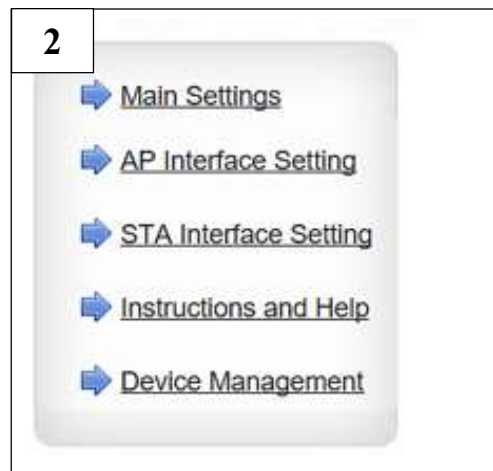 2
Main Settings
AP Interface Setting
STA Interface Setting
Instructions and Help
Device Management